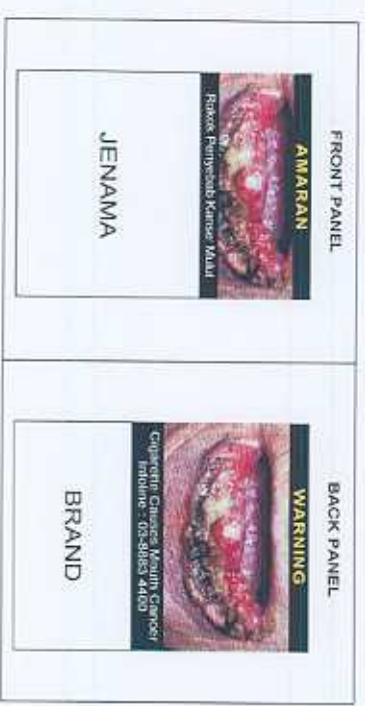 FRONT PANEL
AMARAN
Rokok Penyebab Kanser Mulut
JENAMA
BACK PANEL
WARNING
Cigarette Causes Mouth Cancer
Infoline : 03-8883 4400
BRAND